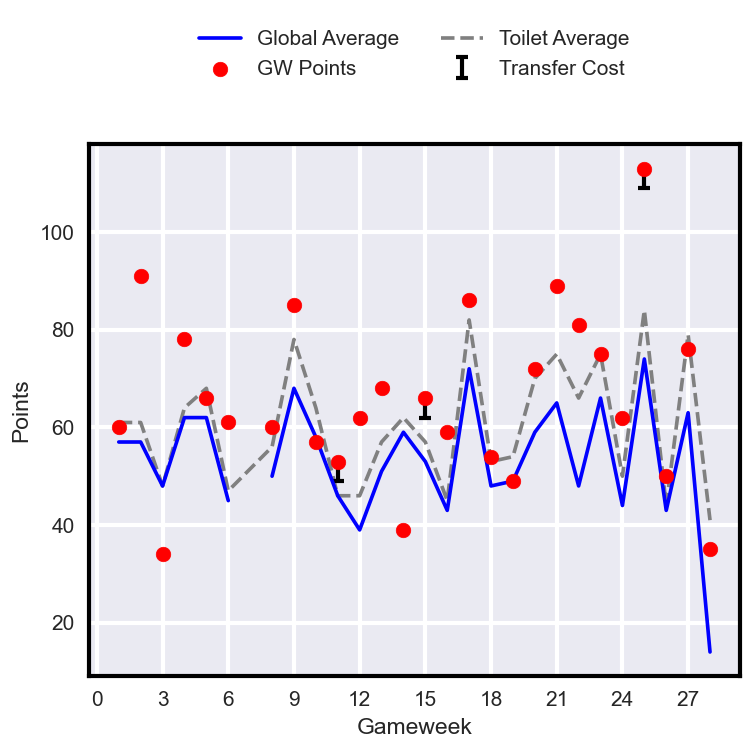 Global Average
GW Points
Toilet Average
Transfer Cost
Points
100
80
60
40
20
0 3 6 9 12 15 18 21 24 27
Gameweek